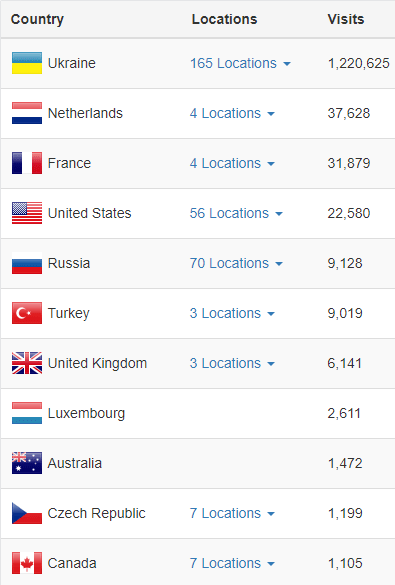 Country Locations Visits
Ukraine 165 Locations 1,220,625
Netherlands 4 Locations 37,628
France 4 Locations 31,879
United States 56 Locations 22,580
Russia 70 Locations 9,128
Turkey 3 Locations 9,019
United Kingdom 3 Locations 6,141
Luxembourg 2,611
Australia 1,472
Czech Republic 7 Locations 1,199
Canada 7 Locations 1,105